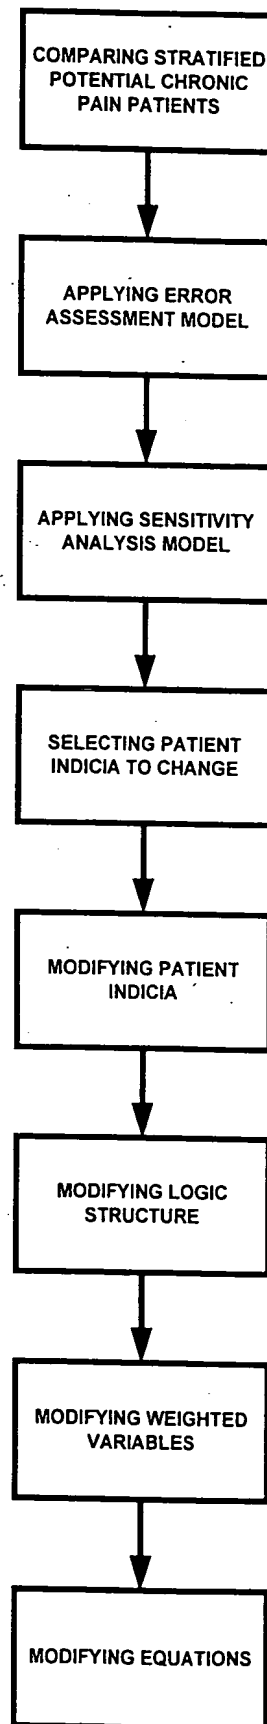 COMPARING STRATIFIED
POTENTIAL CHRONIC
PAIN PATIENTS
APPLYING ERROR
ASSESSMENT MODEL
APPLYING SENSITIVITY
ANALYSIS MODEL
SELECTING PATIENT
INDICIA TO CHANGE
MODIFYING PATIENT
INDICIA
MODIFYING LOGIC
STRUCTURE
MODIFYING WEIGHTED
VARIABLES
MODIFYING EQUATIONS